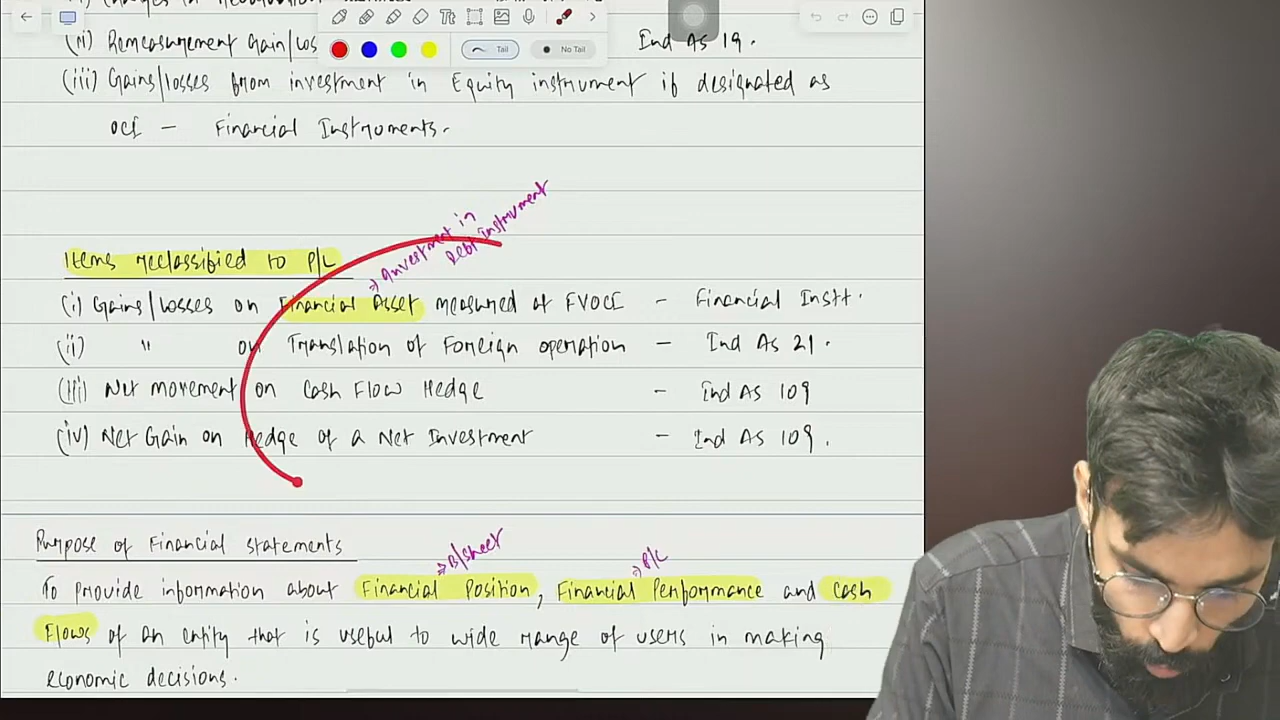 Tt
Tail
No Tail
(ii) Remeasurement Gain/Los Ind AS 19.
(iii) Gains/losses from investment in Equity instrument if designated as
OCI - Financial Instruments.
Items reclassified to P/L
→ Investment in
Debt Instrument
(i) Gains/Losses on Financial Asset measured at FVOCI - Financial Instt.
(ii) " on Translation of Foreign operation - Ind AS 21.
(iii) Net movement on Cash Flow Hedge - Ind AS 109
(iv) Net Gain on Hedge of a Net Investment - Ind AS 109.
Purpose of Financial statements
→ B/Sheet → P/L
To provide information about Financial Position, Financial Performance and Cash
Flows of an entity that is useful to wide range of users in making
economic decisions.